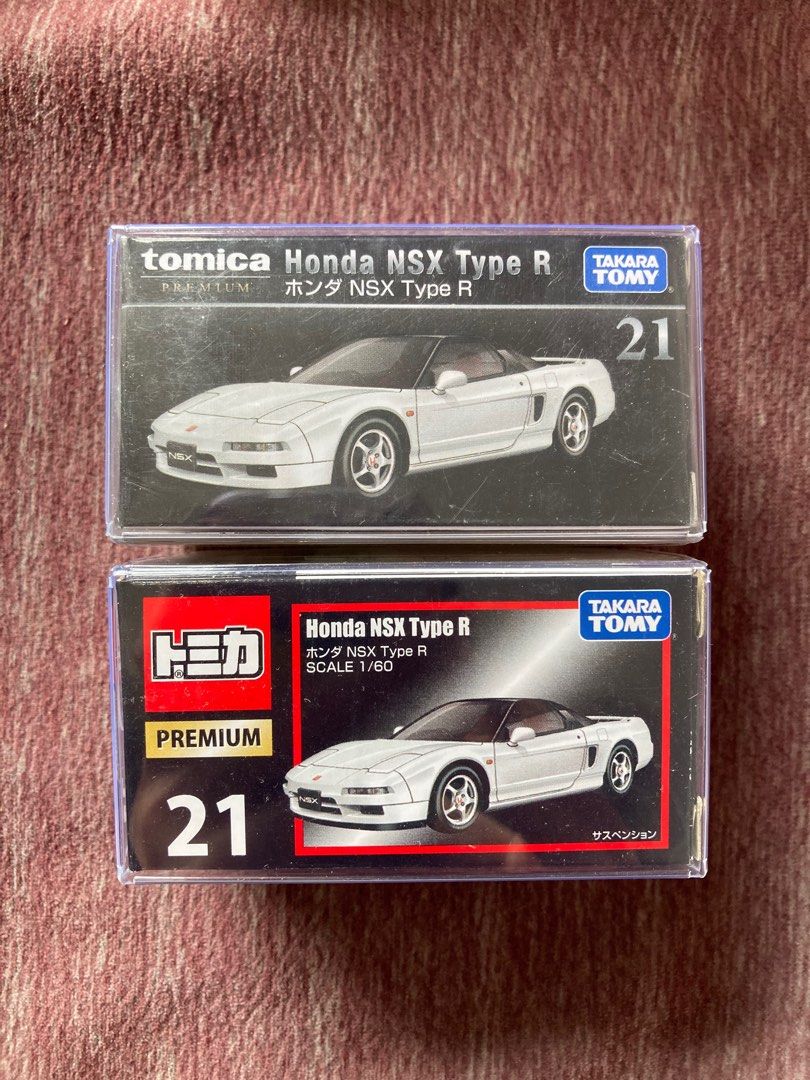 tomica Honda NSX Type R
PREMIUM ホンダ NSX Type R
TAKARA
TOMY
21
NSX
トミカ
PREMIUM
21
Honda NSX Type R
ホンダ NSX Type R
SCALE 1/60
TAKARA
TOMY
NSX
サスペンション